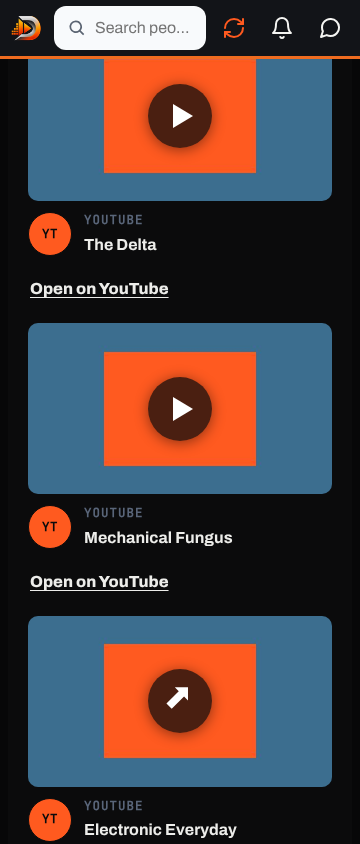 Search peo...
YT
YOUTUBE
The Delta
Open on YouTube
YT
YOUTUBE
Mechanical Fungus
Open on YouTube
YT
YOUTUBE
Electronic Everyday